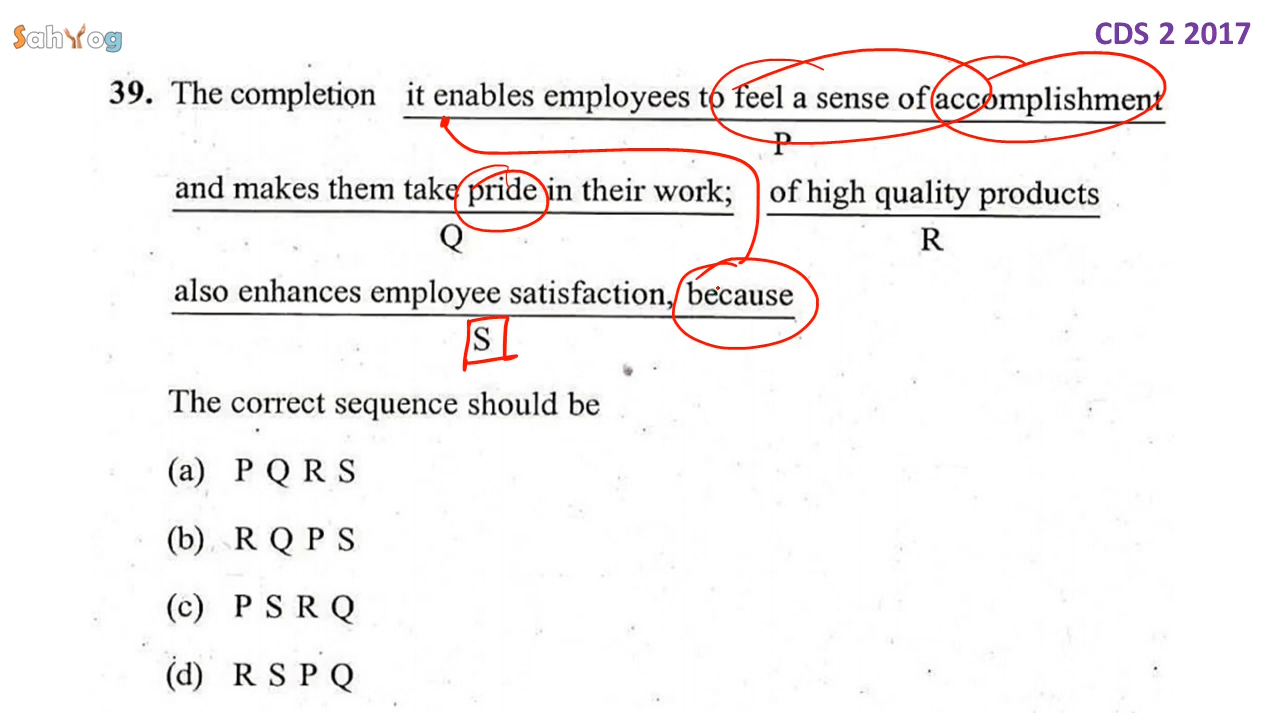 SahYog
CDS 2 2017
39. The completion it enables employees to feel a sense of accomplishment
P
and makes them take pride in their work; of high quality products
Q R
also enhances employee satisfaction, because
S
The correct sequence should be
(a) P Q R S
(b) R Q P S
(c) P S R Q
(d) R S P Q